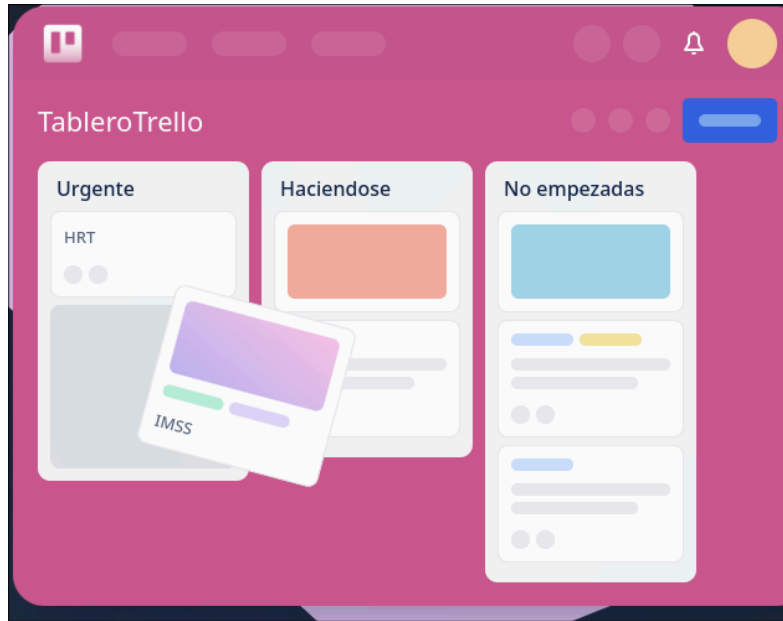 TableroTrello
Urgente
Haciendose
No empezadas
HRT
IMSS